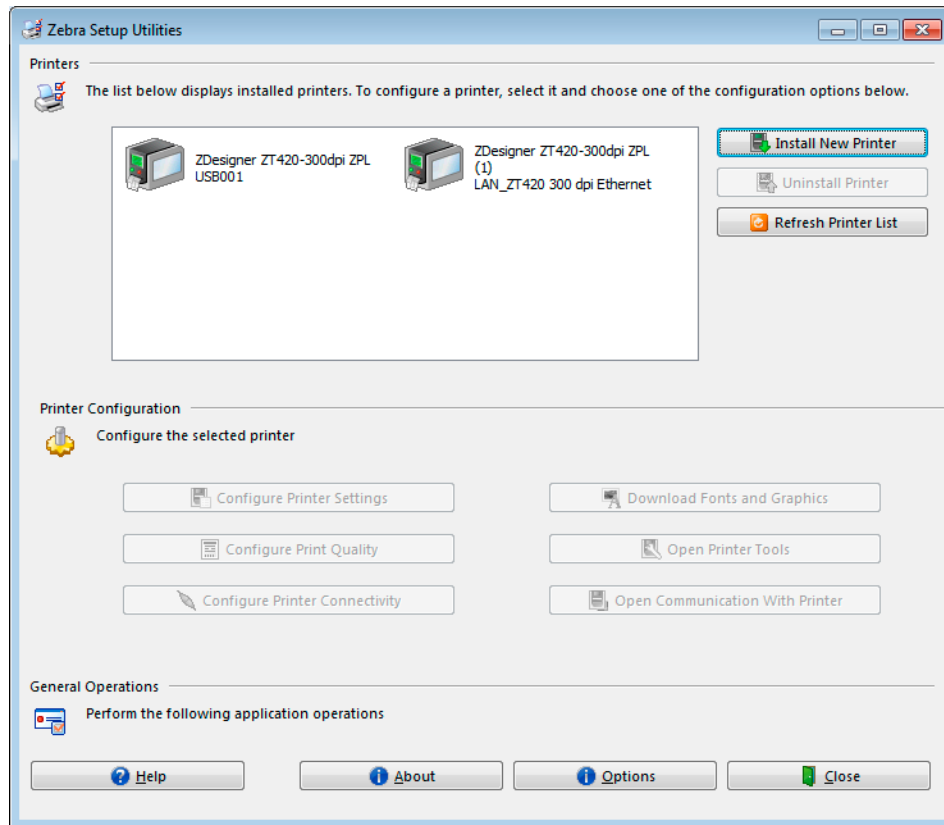 Zebra Setup Utilities
Printers
The list below displays installed printers. To configure a printer, select it and choose one of the configuration options below.
ZDesigner ZT420-300dpi ZPL
USB001
ZDesigner ZT420-300dpi ZPL
(1)
LAN_ZT420 300 dpi Ethernet
Install New Printer
Uninstall Printer
Refresh Printer List
Printer Configuration
Configure the selected printer
Configure Printer Settings
Download Fonts and Graphics
Configure Print Quality
Open Printer Tools
Configure Printer Connectivity
Open Communication With Printer
General Operations
Perform the following application operations
Help
About
Options
Close